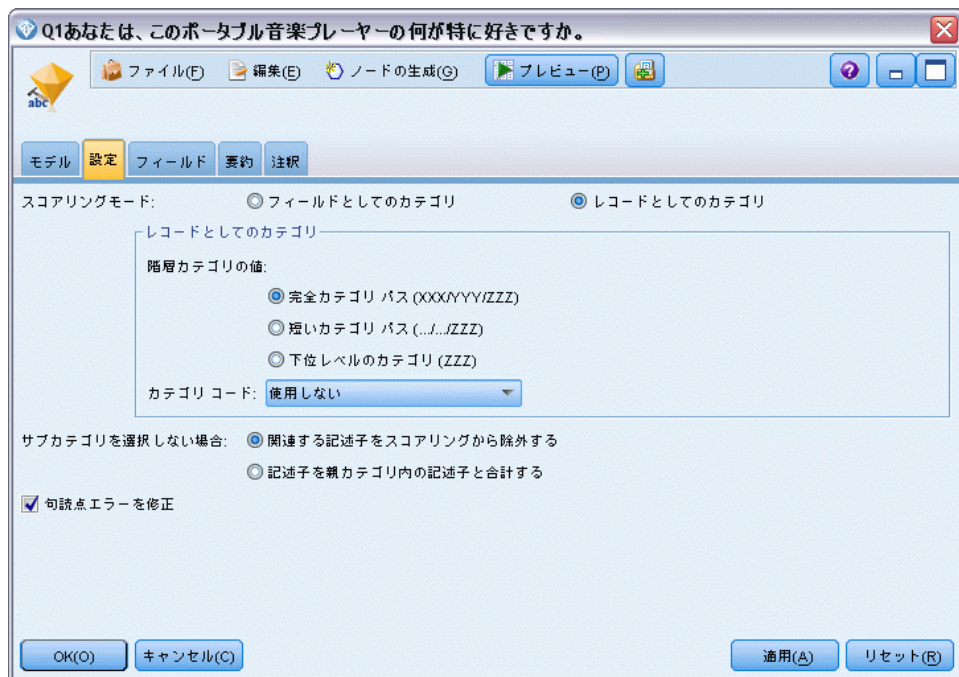 Q1あなたは、このポータブル音楽プレーヤーの何が特に好きですか。
ファイル(F) 編集(E) ノードの生成(G) プレビュー(P)
abc
モデル 設定 フィールド 要約 注釈
スコアリングモード: フィールドとしてのカテゴリ レコードとしてのカテゴリ
レコードとしてのカテゴリ
階層カテゴリの値:
完全カテゴリ パス (XXX/YYY/ZZZ)
短いカテゴリ パス (.../.../ZZZ)
下位レベルのカテゴリ (ZZZ)
カテゴリ コード: 使用しない
サブカテゴリを選択しない場合: 関連する記述子をスコアリングから除外する
記述子を親カテゴリ内の記述子と合計する
句読点エラーを修正
OK(O) キャンセル(C) 適用(A) リセット(R)